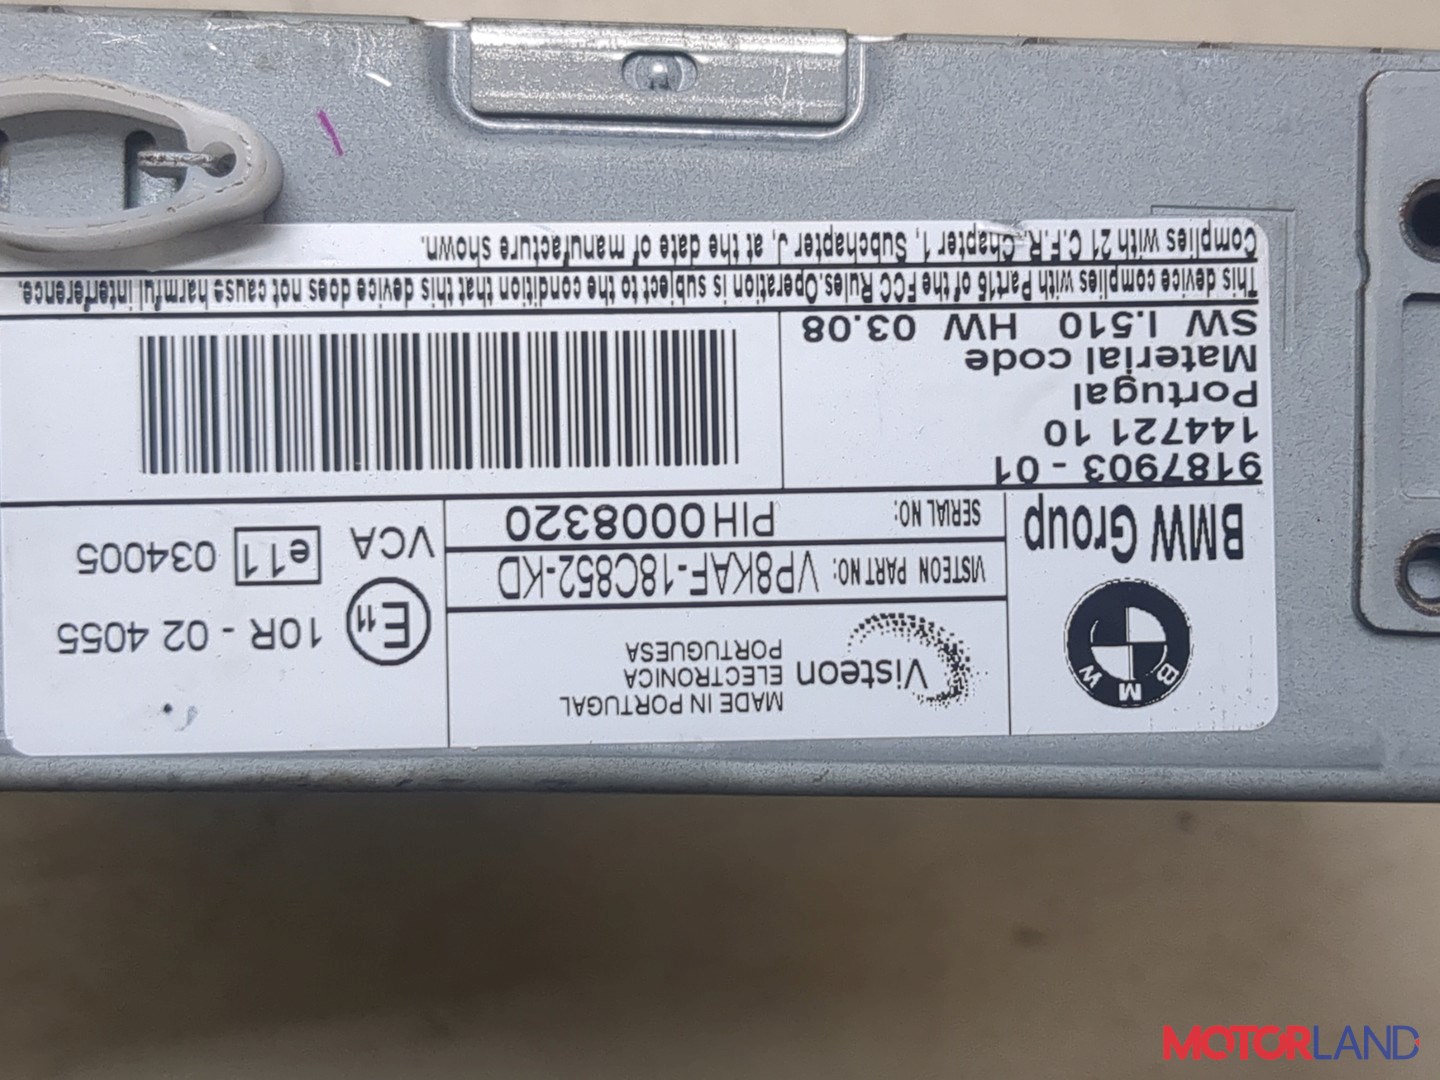 B M W
BMW Group
MADE IN PORTUGAL
Visteon ELECTRONICA
PORTUGUESA
VISTEON PART NO: VP8KAF-18C852-KD
SERIAL NO: PIH0008320
E11 10R - 02 4055
VCA e11 034005
9187903 - 01
144721 10
Portugal
Material code
SW I.510 HW 03.08
This device complies with Part15 of the FCC Rules.Operation is subject to the condition that this device does not cause harmful interference.
Complies with 21 C.F.R, Chapter 1, Subchapter J, at the date of manufacture shown.
MOTORLAND